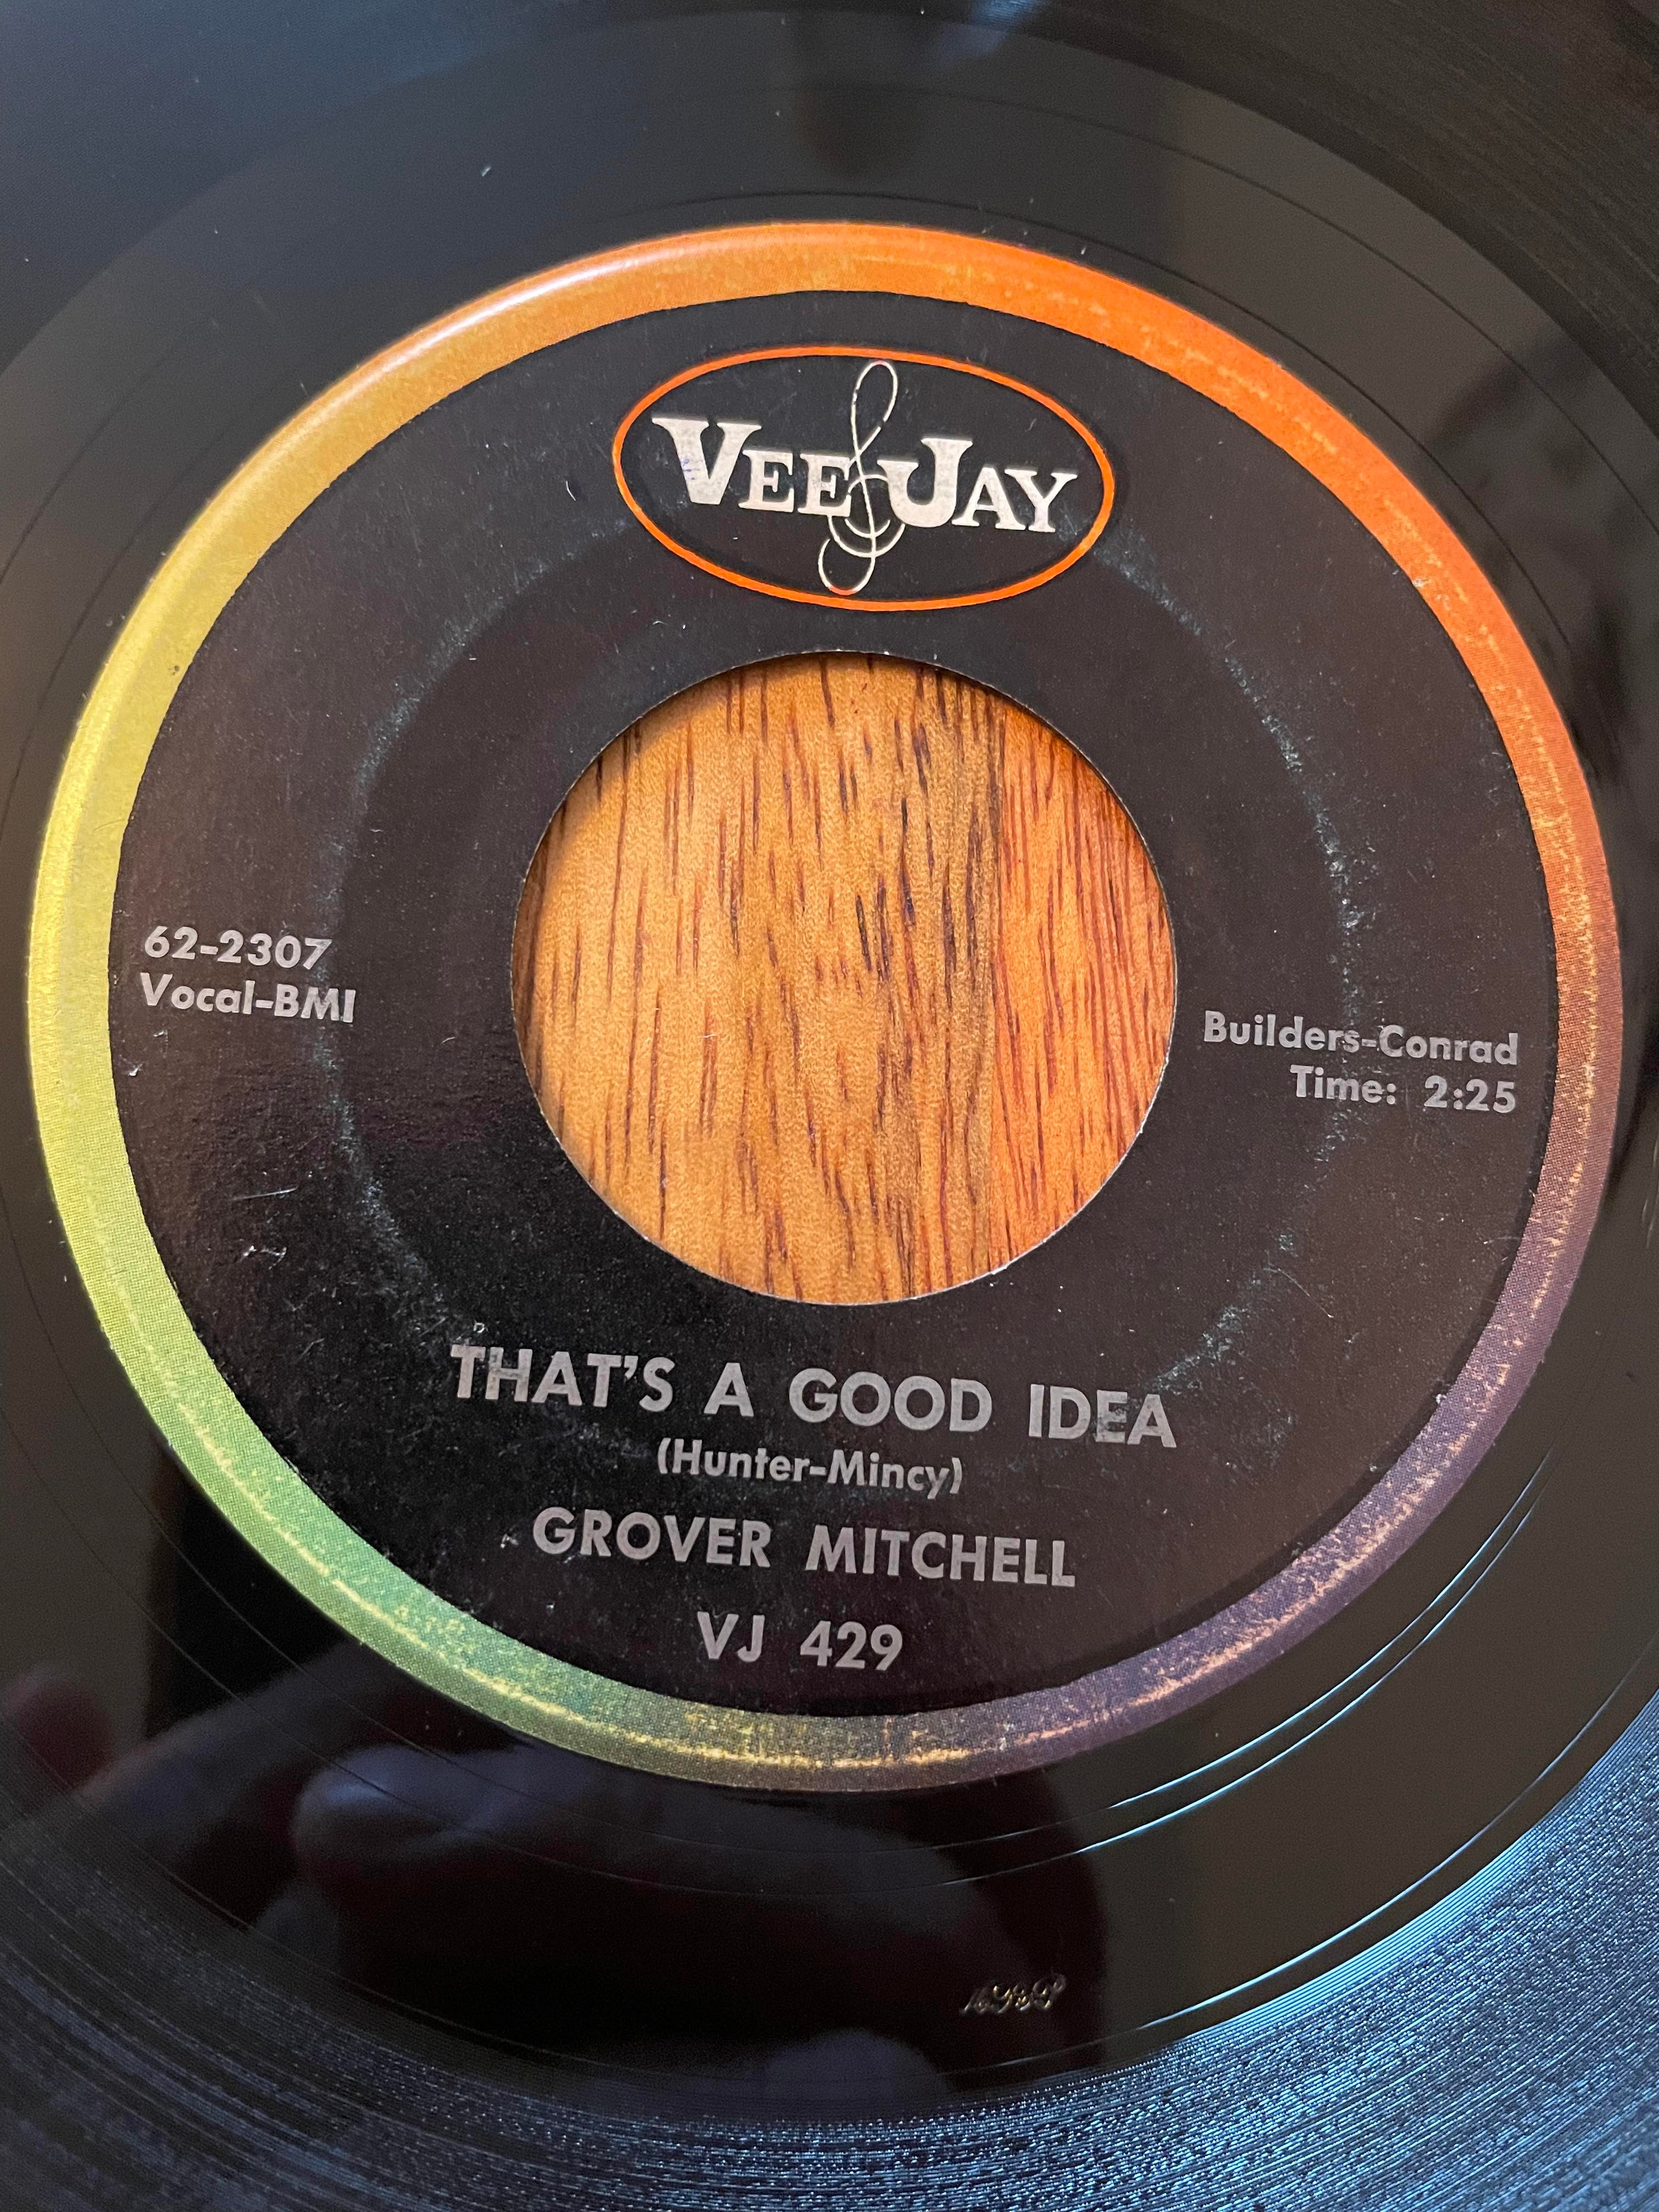 VEE JAY
62-2307
Vocal-BMI
Builders-Conrad
Time: 2:25
THAT'S A GOOD IDEA
(Hunter-Mincy)
GROVER MITCHELL
VJ 429